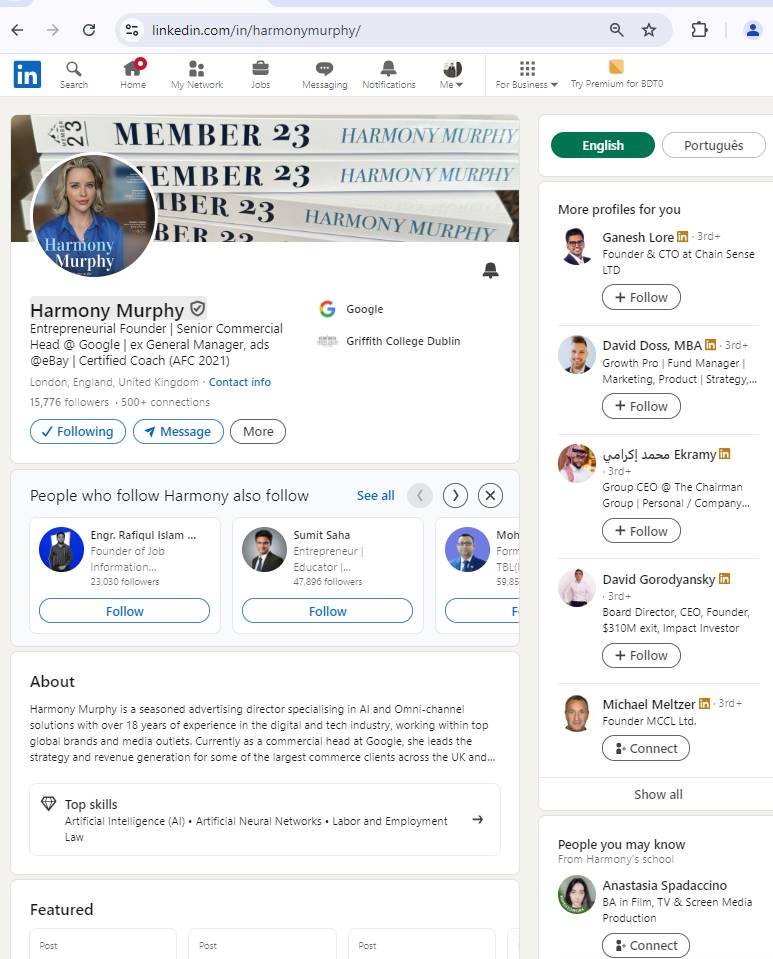 linkedin.com/in/harmonymurphy/
in
Search
Home
My Network
Jobs
Messaging
Notifications
Me
For Business
Try Premium for BDT0
MEMBER 23 HARMONY MURPHY
MEMBER 23 HARMONY MURPHY
MBER 23 HARMONY MURPHY
BER 23
Harmony
Murphy
Harmony Murphy
Entrepreneurial Founder | Senior Commercial
Head @ Google | ex General Manager, ads
@eBay | Certified Coach (AFC 2021)
London, England, United Kingdom · Contact info
15,776 followers · 500+ connections
Following
Message
More
Google
Griffith College Dublin
People who follow Harmony also follow
See all
Engr. Rafiqul Islam ...
Founder of Job
Information...
23,030 followers
Follow
Sumit Saha
Entrepreneur |
Educator |...
47,896 followers
Follow
Moh
Form
TBL(
59,85
F
About
Harmony Murphy is a seasoned advertising director specialising in AI and Omni-channel
solutions with over 18 years of experience in the digital and tech industry, working within top
global brands and media outlets. Currently as a commercial head at Google, she leads the
strategy and revenue generation for some of the largest commerce clients across the UK and...
Top skills
Artificial Intelligence (AI) • Artificial Neural Networks • Labor and Employment
Law
Featured
Post
Post
Post
English
Português
More profiles for you
Ganesh Lore in · 3rd+
Founder & CTO at Chain Sense
LTD
+ Follow
David Doss, MBA in · 3rd+
Growth Pro | Fund Manager |
Marketing, Product | Strategy,...
+ Follow
محمد إكرامي Ekramy in
· 3rd+
Group CEO @ The Chairman
Group | Personal / Company...
+ Follow
David Gorodyansky in
· 3rd+
Board Director, CEO, Founder,
$310M exit, Impact Investor
+ Follow
Michael Meltzer in · 3rd+
Founder MCCL Ltd.
Connect
Show all
People you may know
From Harmony's school
Anastasia Spadaccino
BA in Film, TV & Screen Media
Production
Connect